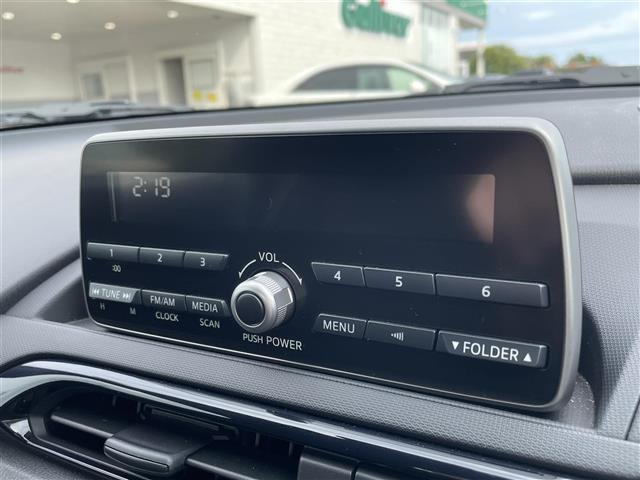 Gulliver
2:19
VOL
1 2 3
:00
4 5 6
⏮ TUNE ⏭ FM/AM MEDIA
H M CLOCK SCAN
PUSH POWER
MENU
▼ FOLDER ▲